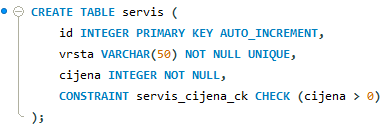 CREATE TABLE servis (
id INTEGER PRIMARY KEY AUTO_INCREMENT,
vrsta VARCHAR(50) NOT NULL UNIQUE,
cijena INTEGER NOT NULL,
CONSTRAINT servis_cijena_ck CHECK (cijena > 0)
);